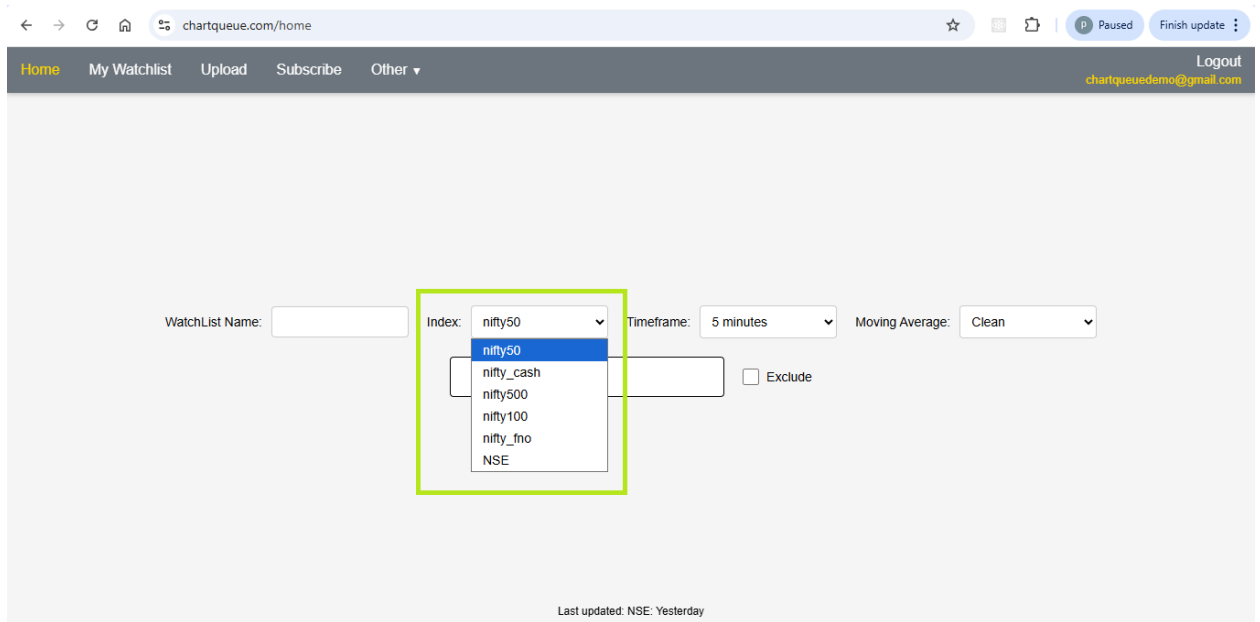 chartqueue.com/home
P Paused
Finish update
Home My Watchlist Upload Subscribe Other ▾
Logout
chartqueuedemo@gmail.com
WatchList Name: Index: nifty50 Timeframe: 5 minutes Moving Average: Clean
nifty50
nifty_cash
Exclude
nifty500
nifty100
nifty_fno
NSE
Last updated: NSE: Yesterday